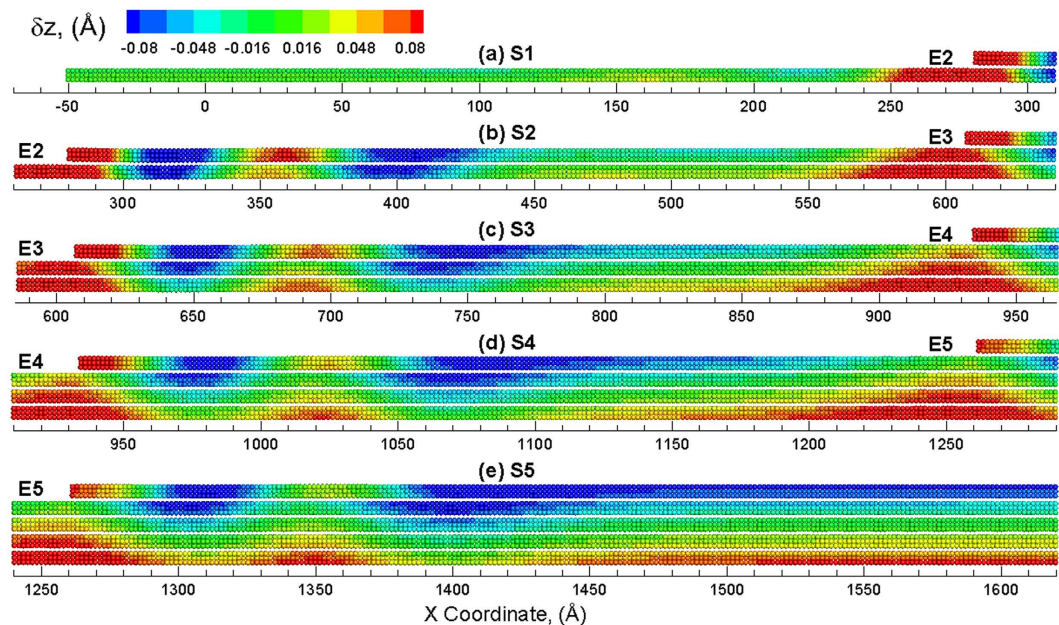 δz, (Å)
-0.08 -0.048 -0.016 0.016 0.048 0.08
(a) S1
E2
-50 0 50 100 150 200 250 300
(b) S2
E2
E3
300 350 400 450 500 550 600
(c) S3
E3
E4
600 650 700 750 800 850 900 950
(d) S4
E4
E5
950 1000 1050 1100 1150 1200 1250
(e) S5
E5
1250 1300 1350 1400 1450 1500 1550 1600
X Coordinate, (Å)